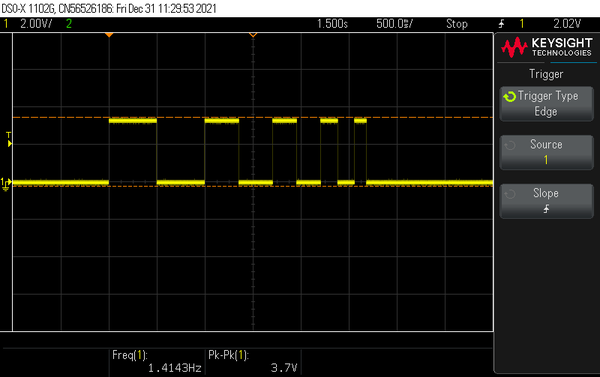 DSO-X 1102G, CN56526186: Fri Dec 31 11:29:53 2021
1 2.00V/ 2 1.500s 500.0ms/ Stop 1 2.02V
KEYSIGHT
TECHNOLOGIES
Trigger
Trigger Type
Edge
Source
1
Slope
T
1
Freq(1):
1.4143Hz
Pk-Pk(1):
3.7V